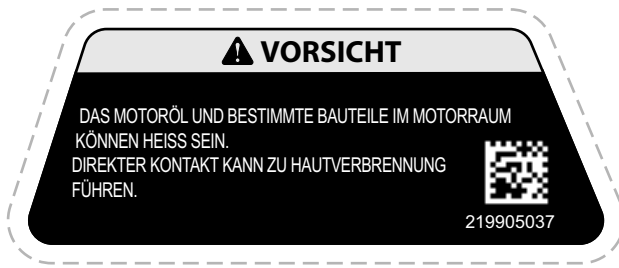 VORSICHT
DAS MOTORÖL UND BESTIMMTE BAUTEILE IM MOTORRAUM
KÖNNEN HEISS SEIN.
DIREKTER KONTAKT KANN ZU HAUTVERBRENNUNG
FÜHREN.
219905037